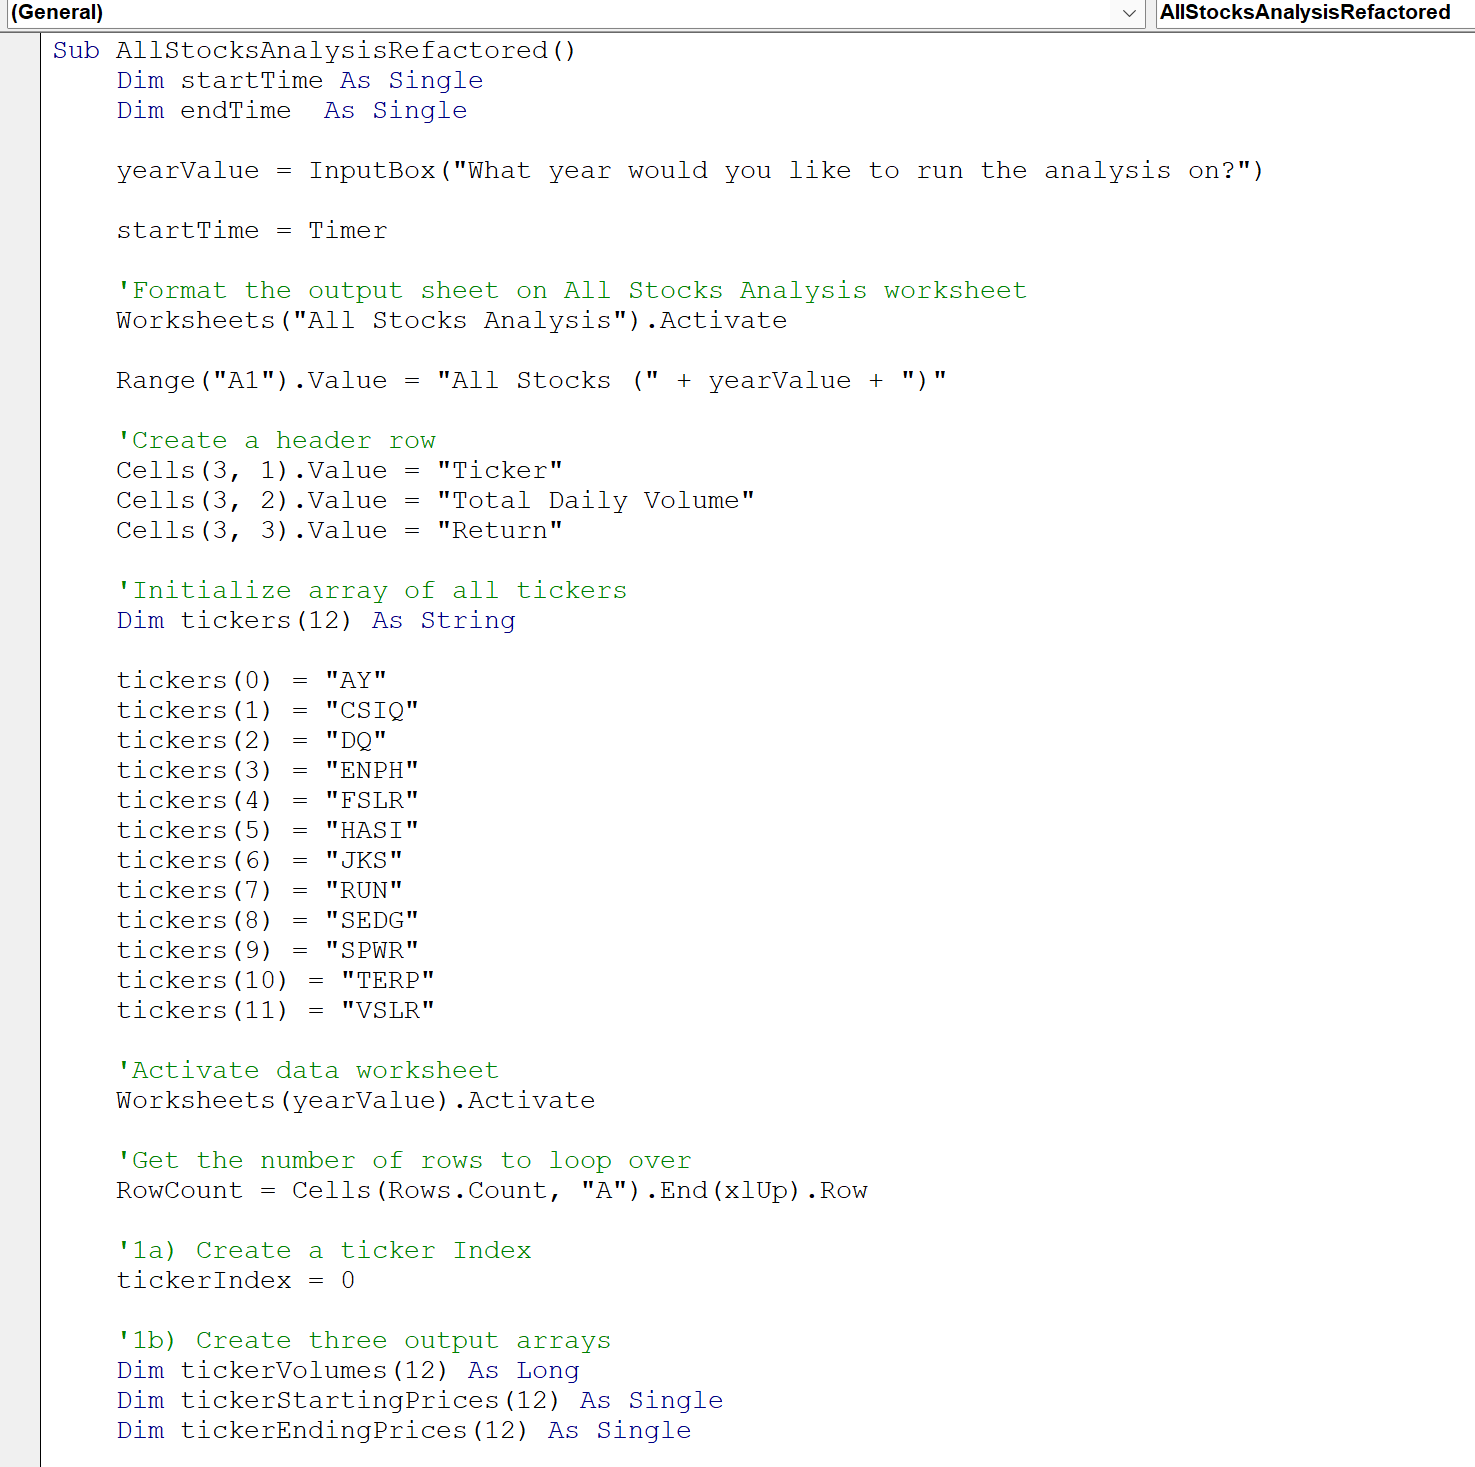 (General) AllStocksAnalysisRefactored
Sub AllStocksAnalysisRefactored()
Dim startTime As Single
Dim endTime  As Single
yearValue = InputBox("What year would you like to run the analysis on?")
startTime = Timer
'Format the output sheet on All Stocks Analysis worksheet
Worksheets("All Stocks Analysis").Activate
Range("A1").Value = "All Stocks (" + yearValue + ")"
'Create a header row
Cells(3, 1).Value = "Ticker"
Cells(3, 2).Value = "Total Daily Volume"
Cells(3, 3).Value = "Return"
'Initialize array of all tickers
Dim tickers(12) As String
tickers(0) = "AY"
tickers(1) = "CSIQ"
tickers(2) = "DQ"
tickers(3) = "ENPH"
tickers(4) = "FSLR"
tickers(5) = "HASI"
tickers(6) = "JKS"
tickers(7) = "RUN"
tickers(8) = "SEDG"
tickers(9) = "SPWR"
tickers(10) = "TERP"
tickers(11) = "VSLR"
'Activate data worksheet
Worksheets(yearValue).Activate
'Get the number of rows to loop over
RowCount = Cells(Rows.Count, "A").End(xlUp).Row
'1a) Create a ticker Index
tickerIndex = 0
'1b) Create three output arrays
Dim tickerVolumes(12) As Long
Dim tickerStartingPrices(12) As Single
Dim tickerEndingPrices(12) As Single